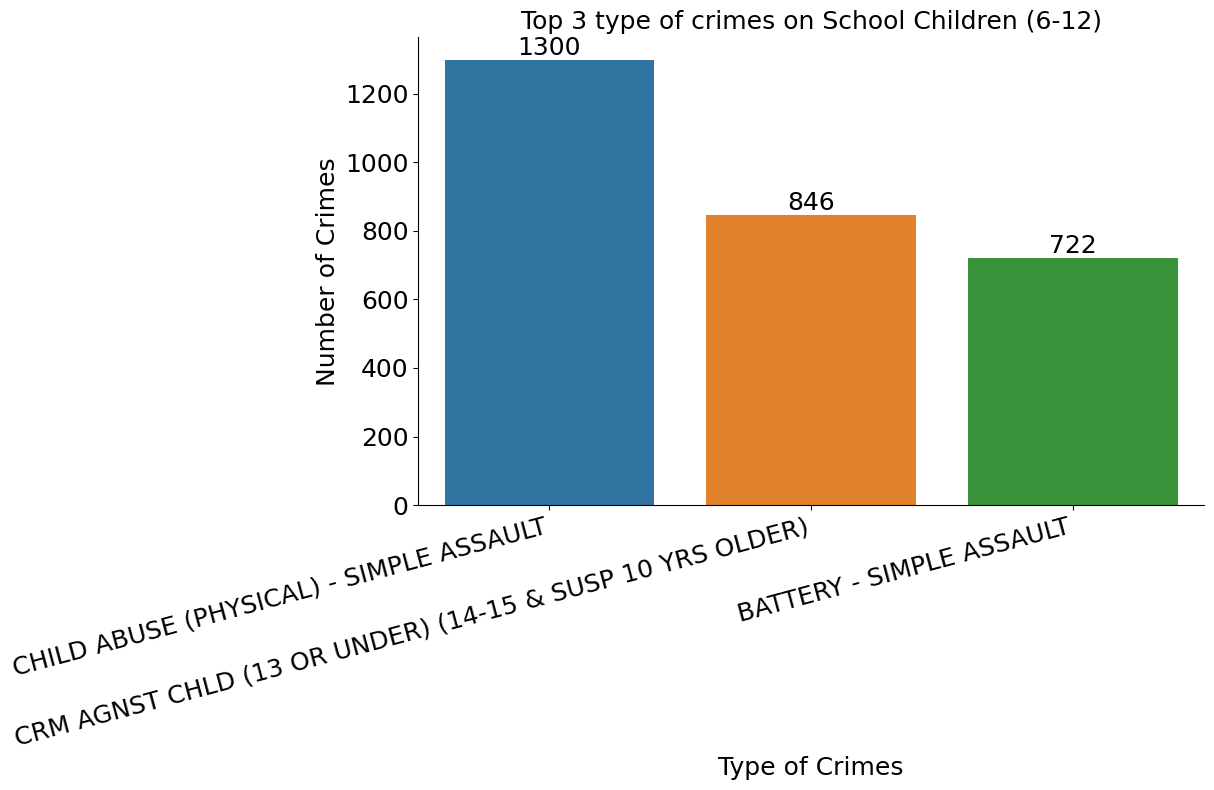 Top 3 type of crimes on School Children (6-12)
Number of Crimes
1200
1000
800
600
400
200
0
1300
846
722
CHILD ABUSE (PHYSICAL) - SIMPLE ASSAULT
CRM AGNST CHLD (13 OR UNDER) (14-15 & SUSP 10 YRS OLDER)
BATTERY - SIMPLE ASSAULT
Type of Crimes